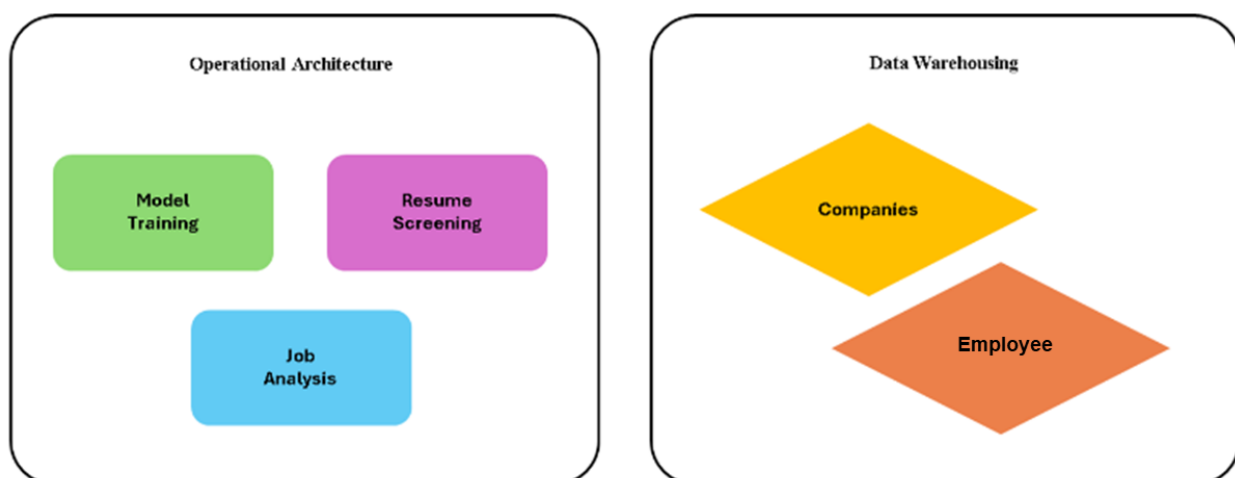 Operational Architecture
Model
Training
Resume
Screening
Job
Analysis
Data Warehousing
Companies
Employee